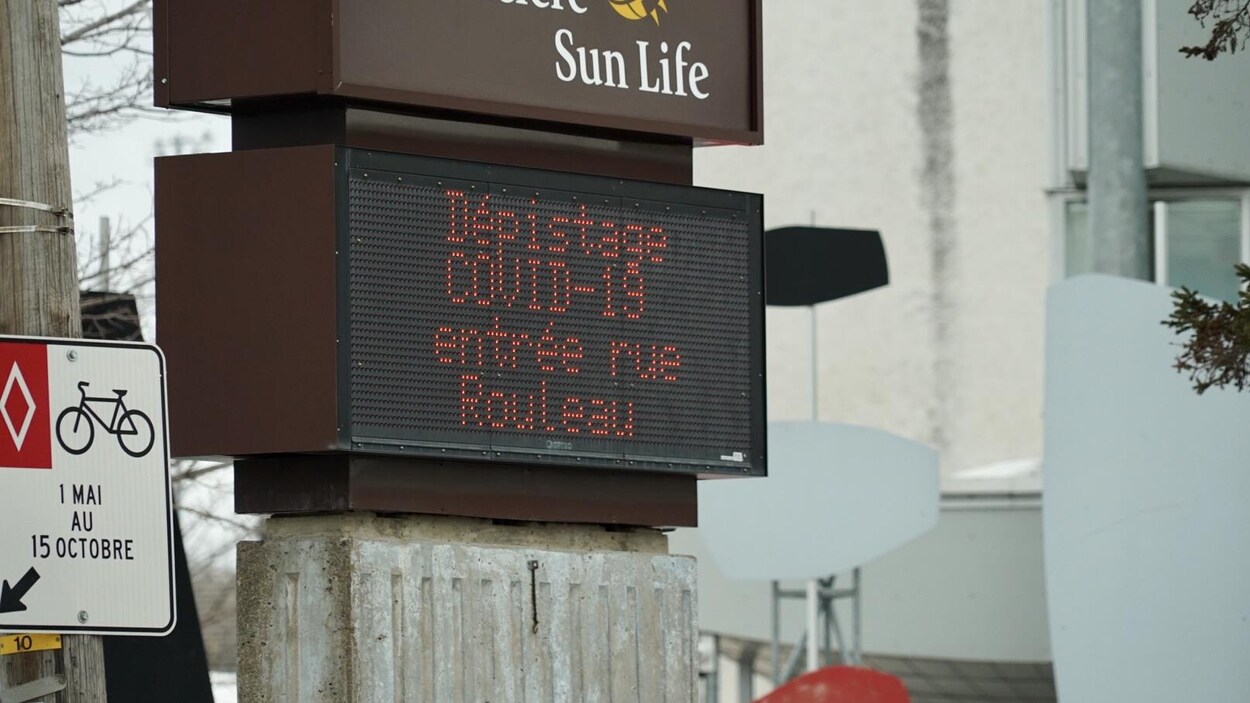 Sun Life
Dépistage
COVID-19
entrée rue
Rouleau
1 MAI
AU
15 OCTOBRE
10